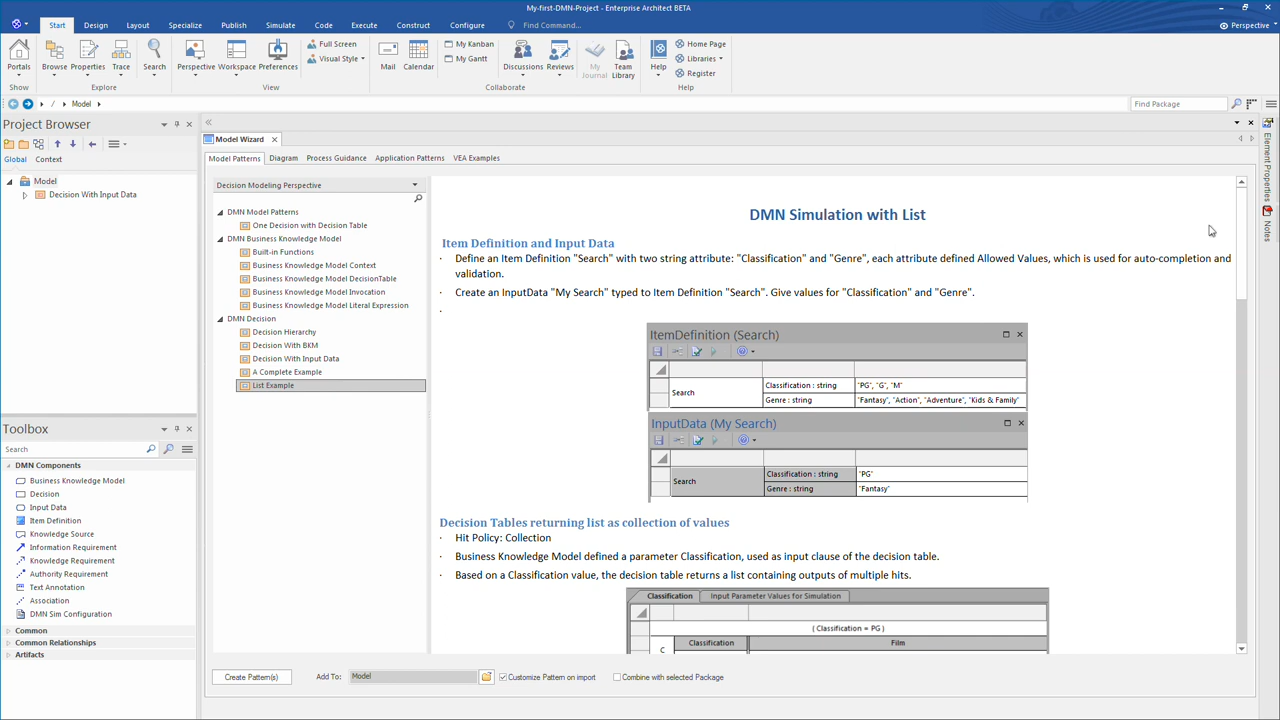 My-first-DMN-Project - Enterprise Architect BETA
Start Design Layout Specialize Publish Simulate Code Execute Construct Configure Find Command... Perspective
Portals Browse Properties Trace Search Perspective Workspace Preferences Full Screen Visual Style Mail Calendar My Kanban My Gantt Discussions Reviews My Journal Team Library Help Home Page Libraries Register
Show Explore View Collaborate Help
/ Model Find Package
Project Browser
Global Context
Model
Decision With Input Data
Toolbox
Search
DMN Components
Business Knowledge Model
Decision
Input Data
Item Definition
Knowledge Source
Information Requirement
Knowledge Requirement
Authority Requirement
Text Annotation
Association
DMN Sim Configuration
Common
Common Relationships
Artifacts
Model Wizard
Model Patterns Diagram Process Guidance Application Patterns VEA Examples
Decision Modeling Perspective
DMN Model Patterns
One Decision with Decision Table
DMN Business Knowledge Model
Built-in Functions
Business Knowledge Model Context
Business Knowledge Model DecisionTable
Business Knowledge Model Invocation
Business Knowledge Model Literal Expression
DMN Decision
Decision Hierarchy
Decision With BKM
Decision With Input Data
A Complete Example
List Example
DMN Simulation with List
Item Definition and Input Data
· Define an Item Definition "Search" with two string attribute: "Classification" and "Genre", each attribute defined Allowed Values, which is used for auto-completion and
validation.
· Create an InputData "My Search" typed to Item Definition "Search". Give values for "Classification" and "Genre".
·
ItemDefinition (Search)
Search
Classification : string "PG", "G", "M"
Genre : string "Fantasy", "Action", "Adventure", "Kids & Family"
InputData (My Search)
Search
Classification : string "PG"
Genre : string "Fantasy"
Decision Tables returning list as collection of values
· Hit Policy: Collection
· Business Knowledge Model defined a parameter Classification, used as input clause of the decision table.
· Based on a Classification value, the decision table returns a list containing outputs of multiple hits.
Classification Input Parameter Values for Simulation
( Classification = PG )
C Classification Film
Create Pattern(s) Add To: Model Customize Pattern on import Combine with selected Package
Element Properties
Notes